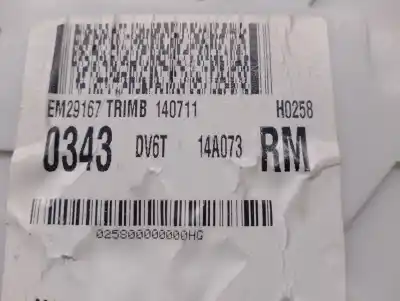 EM29167 TRIMB 140711 H0258
0343 DV6T 14A073 RM
025800000000HG